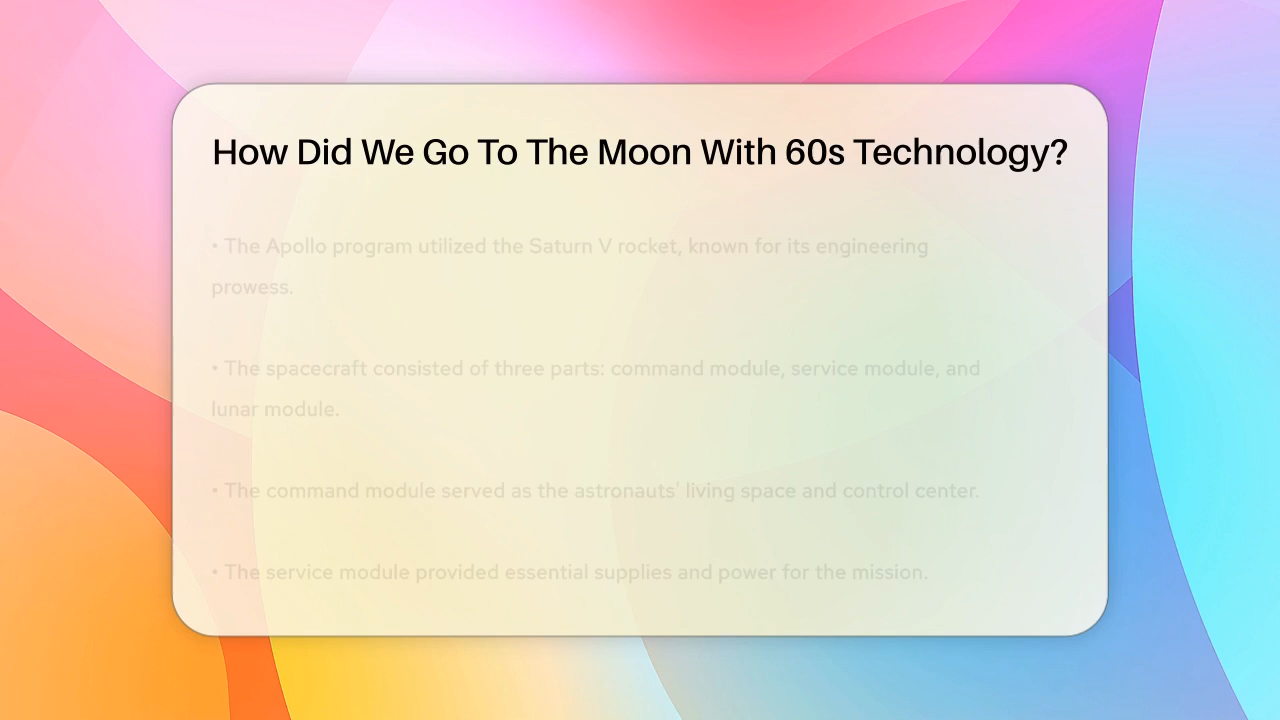 How Did We Go To The Moon With 60s Technology?
• The Apollo program utilized the Saturn V rocket, known for its engineering
prowess.
• The spacecraft consisted of three parts: command module, service module, and
lunar module.
• The command module served as the astronauts' living space and control center.
• The service module provided essential supplies and power for the mission.